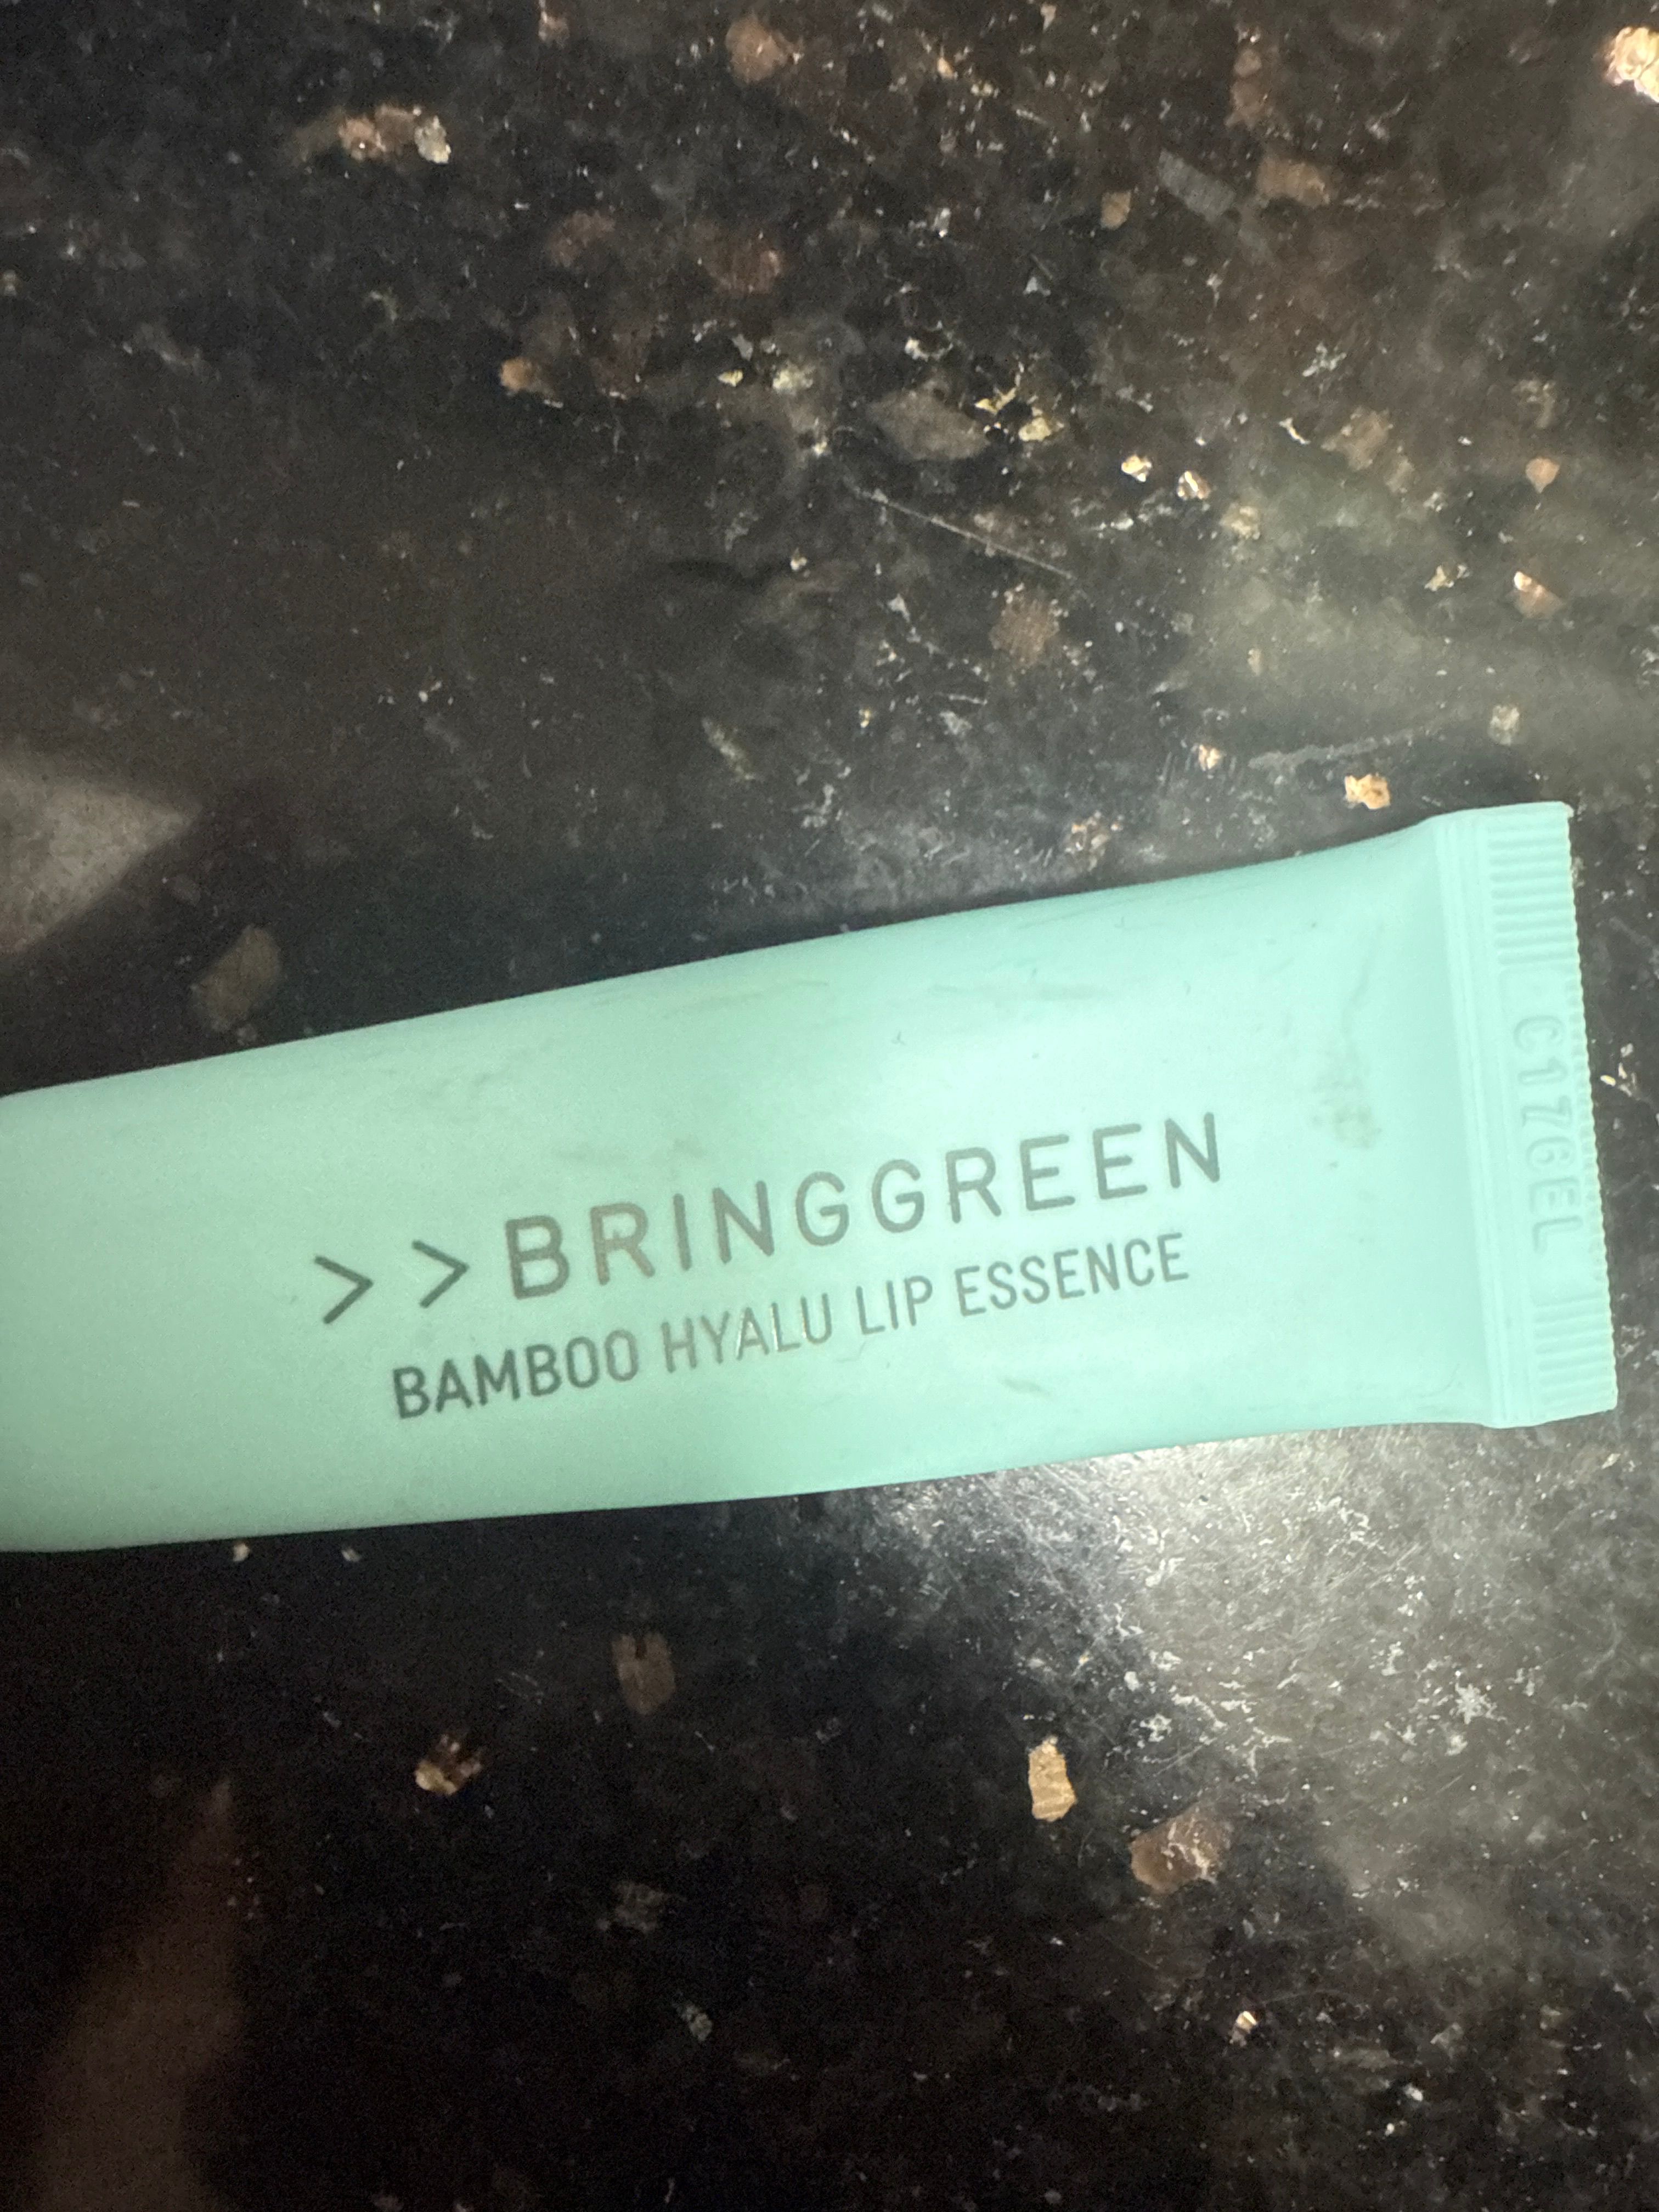 >>BRINGGREEN
BAMBOO HYALU LIP ESSENCE
C176EL